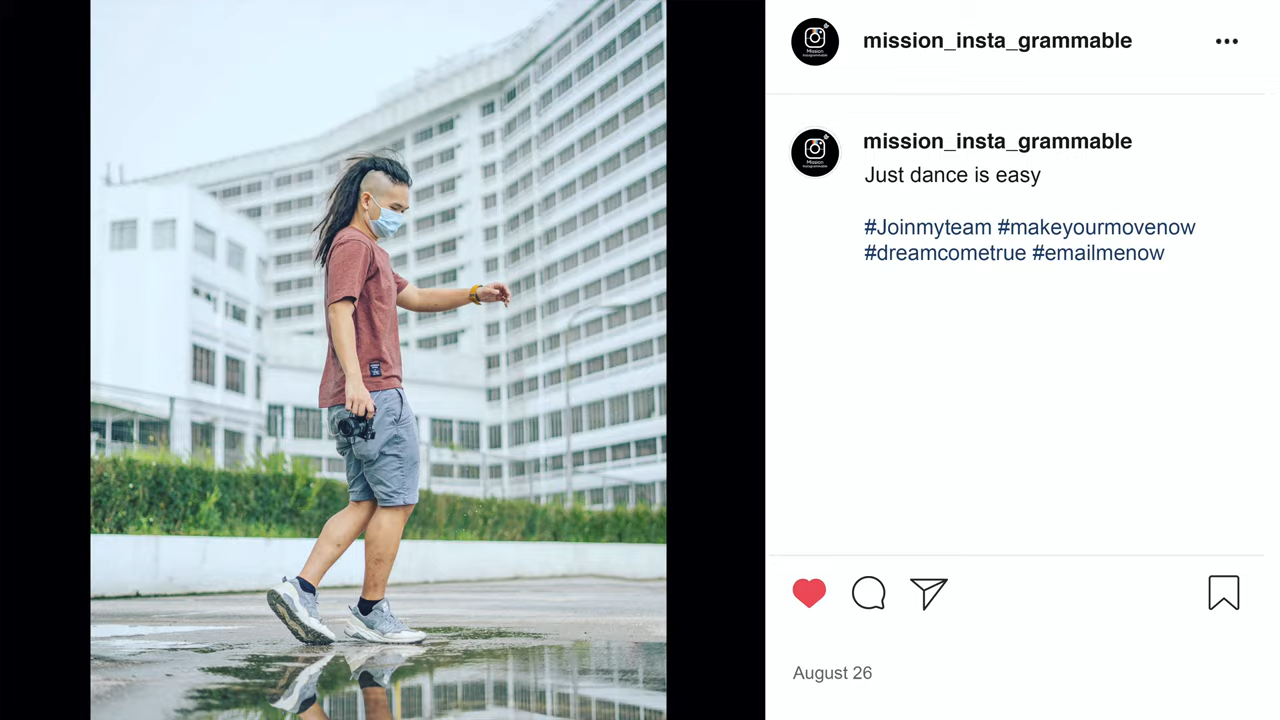 mission_insta_grammable
mission_insta_grammable
Just dance is easy
#Joinmyteam #makeyourmovenow
#dreamcometrue #emailmenow
August 26